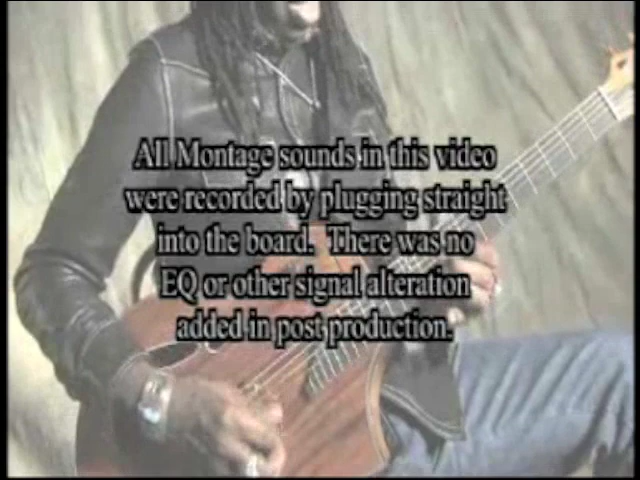 All Montage sounds in this video
were recorded by plugging straight
into the board. There was no
EQ or other signal alteration
added in post production.